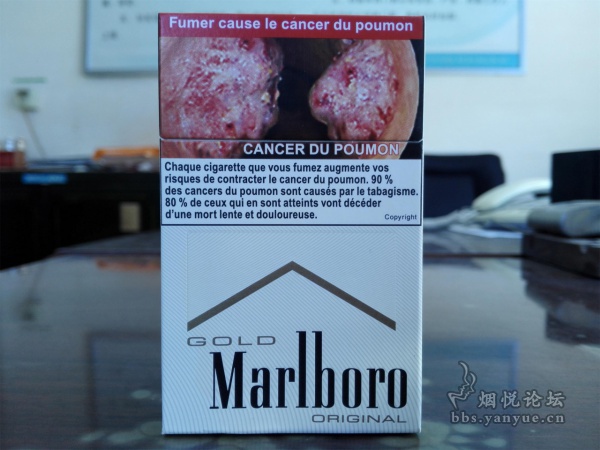 Fumer cause le cancer du poumon
CANCER DU POUMON
Chaque cigarette que vous fumez augmente vos
risques de contracter le cancer du poumon. 90 %
des cancers du poumon sont causés par le tabagisme.
80 % de ceux qui en sont atteints vont décéder
d'une mort lente et douloureuse.
Copyright
GOLD
Marlboro
ORIGINAL
烟悦论坛
bbs.yanyue.cn